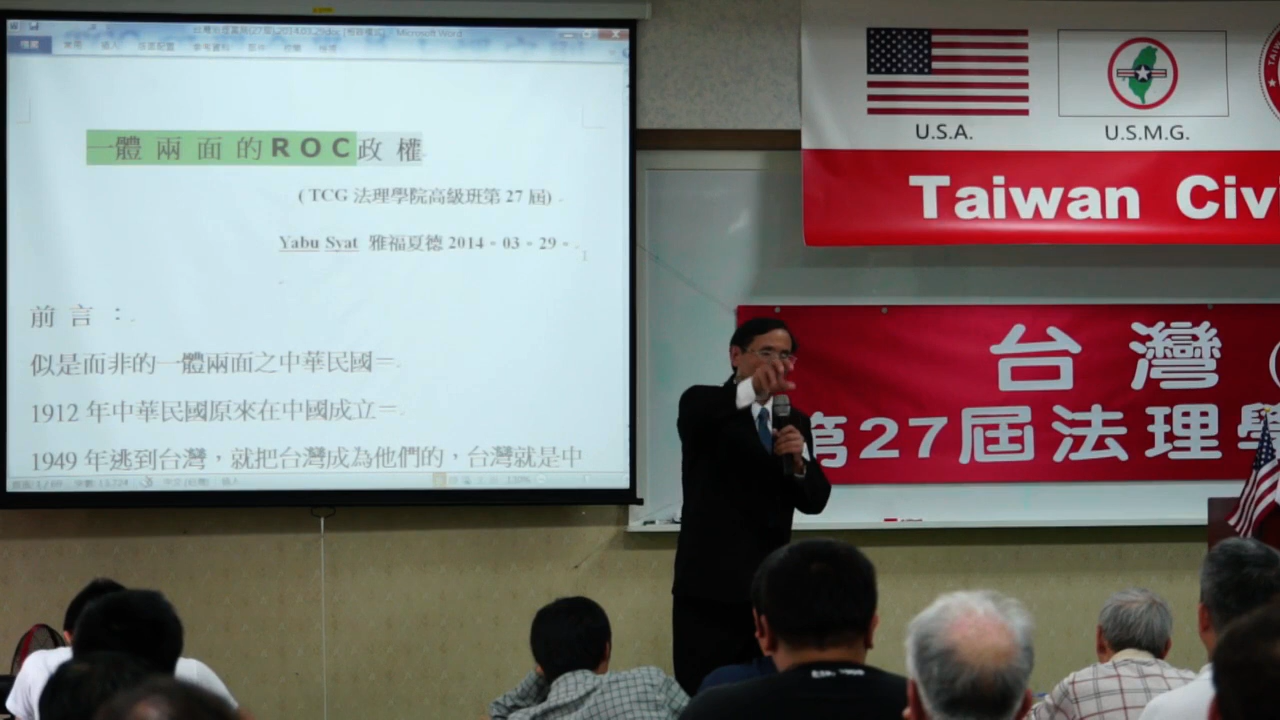 Microsoft Word
一體兩面的ROC政權
(TCG 法理學院高級班第 27 屆)
Yabu Syat 雅福夏德 2014。03。29。
前言：
似是而非的一體兩面之中華民國＝
1912 年中華民國原來在中國成立＝
1949 年逃到台灣，就把台灣成為他們的，台灣就是中
U.S.A.
U.S.M.G.
Taiwan Civ
台灣
第27屆法理學